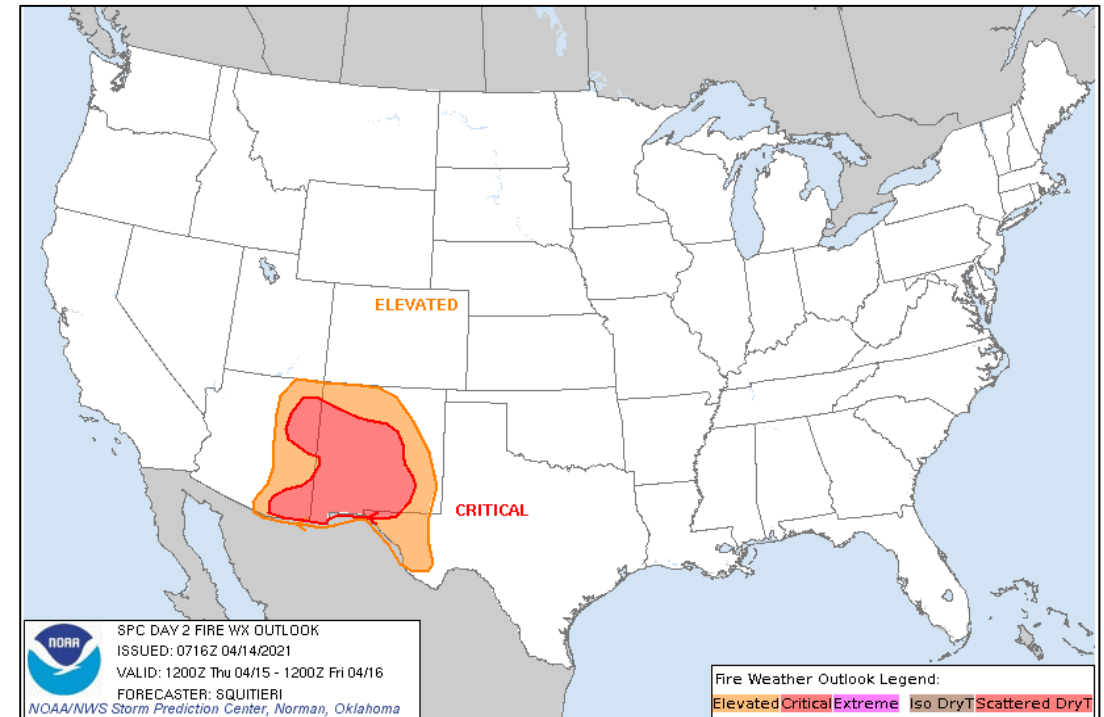 ELEVATED
CRITICAL
NOAA
SPC DAY 2 FIRE WX OUTLOOK
ISSUED: 0716Z 04/14/2021
VALID: 1200Z Thu 04/15 - 1200Z Fri 04/16
FORECASTER: SQUITIERI
NOAA/NWS Storm Prediction Center, Norman, Oklahoma
Fire Weather Outlook Legend:
Elevated Critical Extreme Iso DryT Scattered DryT